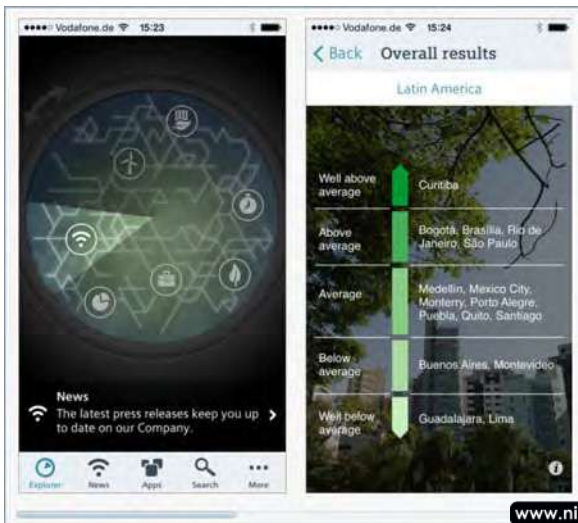 Vodafone.de 15:23
News
The latest press releases keep you up
to date on our Company.
Explorer News Apps Search More
Vodafone.de 15:24
Back Overall results
Latin America
Well above
average
Curitiba
Above
average
Bogotá, Brasília, Rio de
Janeiro, São Paulo
Average
Medellín, Mexico City,
Monterry, Porto Alegre,
Puebla, Quito, Santiago
Below
average
Buenos Aires, Montevideo
Well below
average
Guadalajara, Lima
www.ni